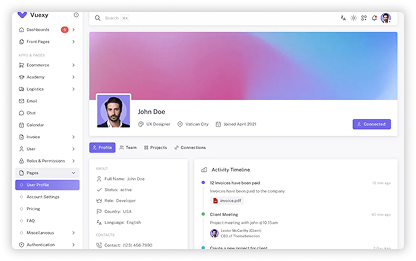 Vuexy
Search
Dashboards
Front Pages
APPS & PAGES
Ecommerce
Academy
Logistics
Email
Chat
Calendar
Invoice
User
Roles & Permissions
Pages
User Profile
Account Settings
Pricing
FAQ
Miscellaneous
Authentication
John Doe
UX Designer
Vatican City
Joined April 2021
Connected
Profile
Team
Projects
Connections
ABOUT
Full Name: John Doe
Status: active
Role: Developer
Country: USA
Language: English
CONTACTS
Contact: (123) 456-7890
Activity Timeline
12 Invoices have been paid
12 min ago
Invoices have been paid to the company
invoice.pdf
Client Meeting
45 min ago
Project meeting with john @10:15am
Lester McCarthy (Client)
CEO of ThemeSelection
Create a new project for client